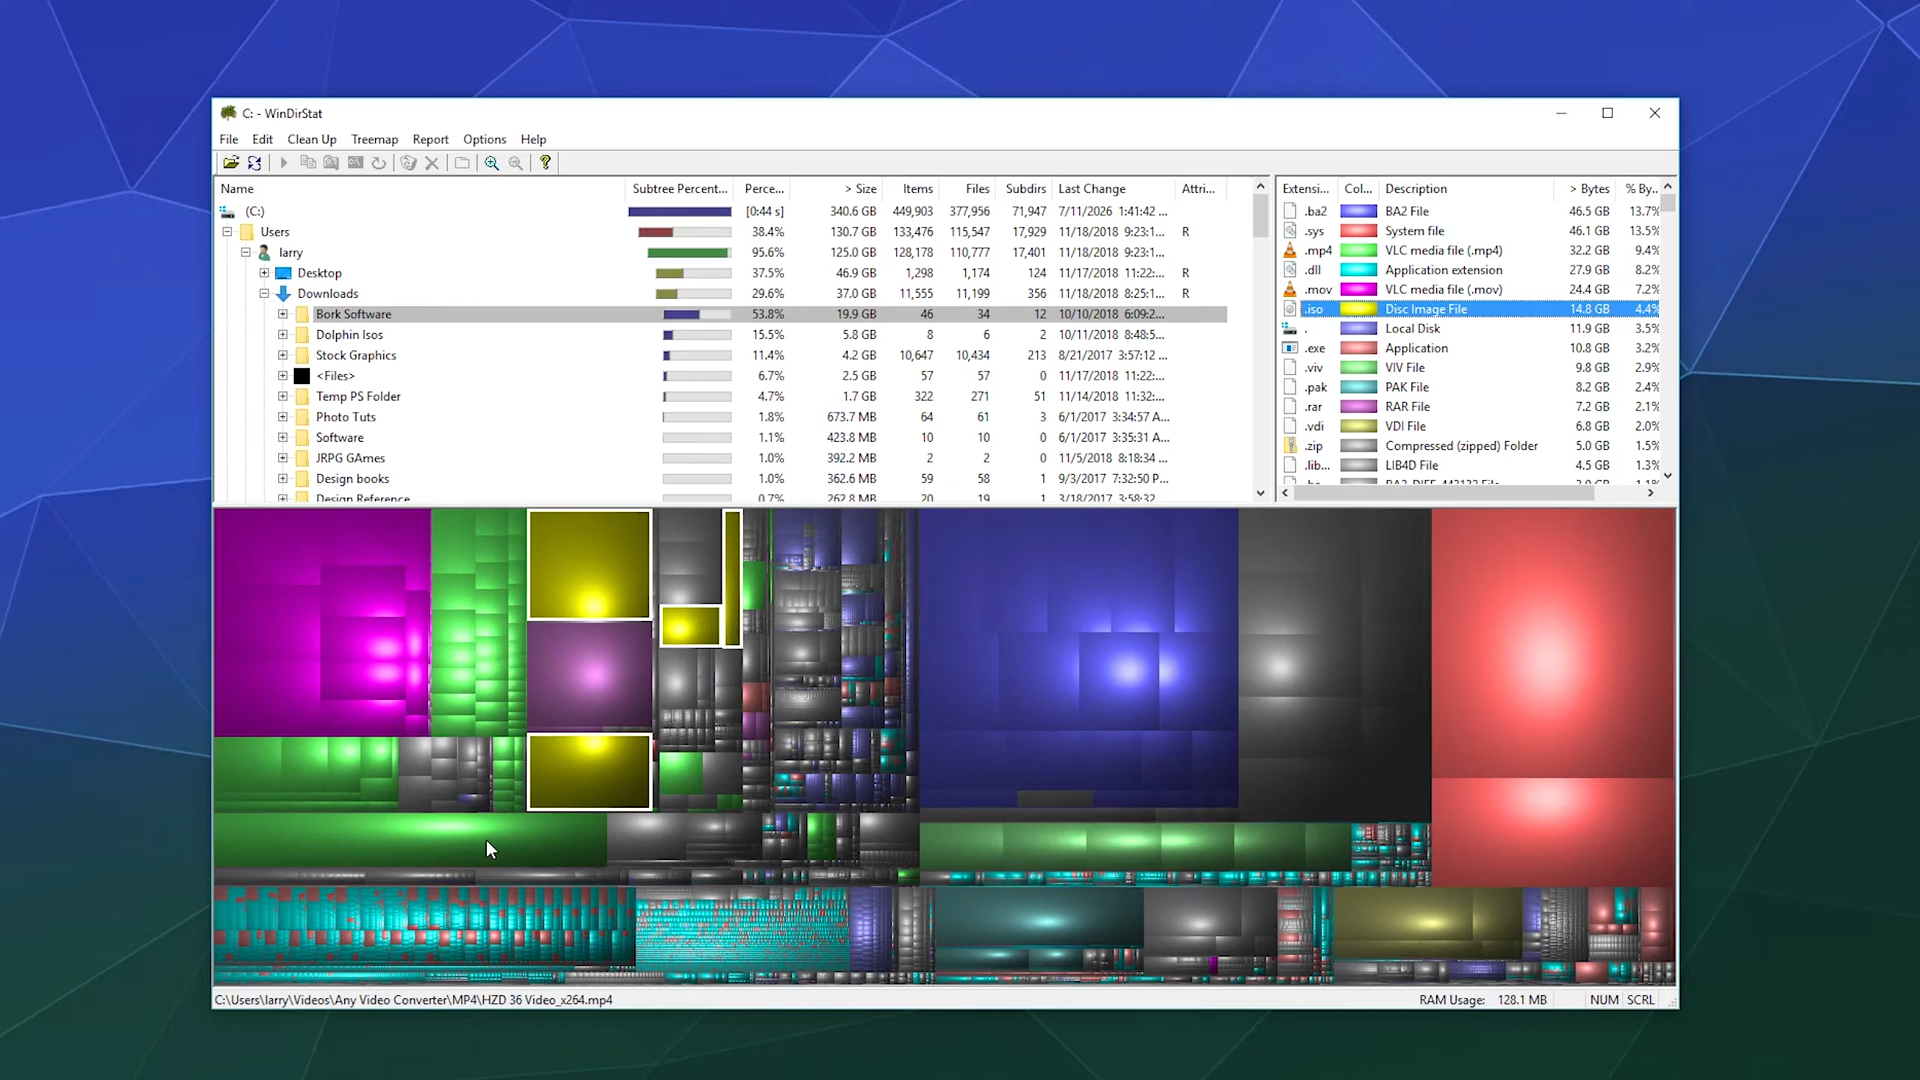 C: - WinDirStat
File Edit Clean Up Treemap Report Options Help
Name Subtree Percent... Perce... > Size Items Files Subdirs Last Change Attri...
(C:) [0:44 s] 340.6 GB 449,903 377,956 71,947 7/11/2026 1:41:42 ...
Users 38.4% 130.7 GB 133,476 115,547 17,929 11/18/2018 9:23:1... R
larry 95.6% 125.0 GB 128,178 110,777 17,401 11/18/2018 9:23:1...
Desktop 37.5% 46.9 GB 1,298 1,174 124 11/17/2018 11:22:... R
Downloads 29.6% 37.0 GB 11,555 11,199 356 11/18/2018 8:25:1... R
Bork Software 53.8% 19.9 GB 46 34 12 10/10/2018 6:09:2...
Dolphin Isos 15.5% 5.8 GB 8 6 2 10/11/2018 8:48:5...
Stock Graphics 11.4% 4.2 GB 10,647 10,434 213 8/21/2017 3:57:12 ...
<Files> 6.7% 2.5 GB 57 57 0 11/17/2018 11:22:...
Temp PS Folder 4.7% 1.7 GB 322 271 51 11/14/2018 11:32:...
Photo Tuts 1.8% 673.7 MB 64 61 3 6/1/2017 3:34:57 A...
Software 1.1% 423.8 MB 10 10 0 6/1/2017 3:35:31 A...
JRPG GAmes 1.0% 392.2 MB 2 2 0 11/5/2018 8:18:34 ...
Design books 1.0% 362.6 MB 59 58 1 9/3/2017 7:32:50 P...
Design Reference 0.7% 262.8 MB 20 19 1 3/18/2017 3:58:32
Extensi... Col... Description > Bytes % By...
.ba2 BA2 File 46.5 GB 13.7%
.sys System file 46.1 GB 13.5%
.mp4 VLC media file (.mp4) 32.2 GB 9.4%
.dll Application extension 27.9 GB 8.2%
.mov VLC media file (.mov) 24.4 GB 7.2%
.iso Disc Image File 14.8 GB 4.4%
. Local Disk 11.9 GB 3.5%
.exe Application 10.8 GB 3.2%
.viv VIV File 9.8 GB 2.9%
.pak PAK File 8.2 GB 2.4%
.rar RAR File 7.2 GB 2.1%
.vdi VDI File 6.8 GB 2.0%
.zip Compressed (zipped) Folder 5.0 GB 1.5%
.lib... LIB4D File 4.5 GB 1.3%
C:\Users\larry\Videos\Any Video Converter\MP4\HZD 36 Video_x264.mp4
RAM Usage: 128.1 MB NUM SCRL